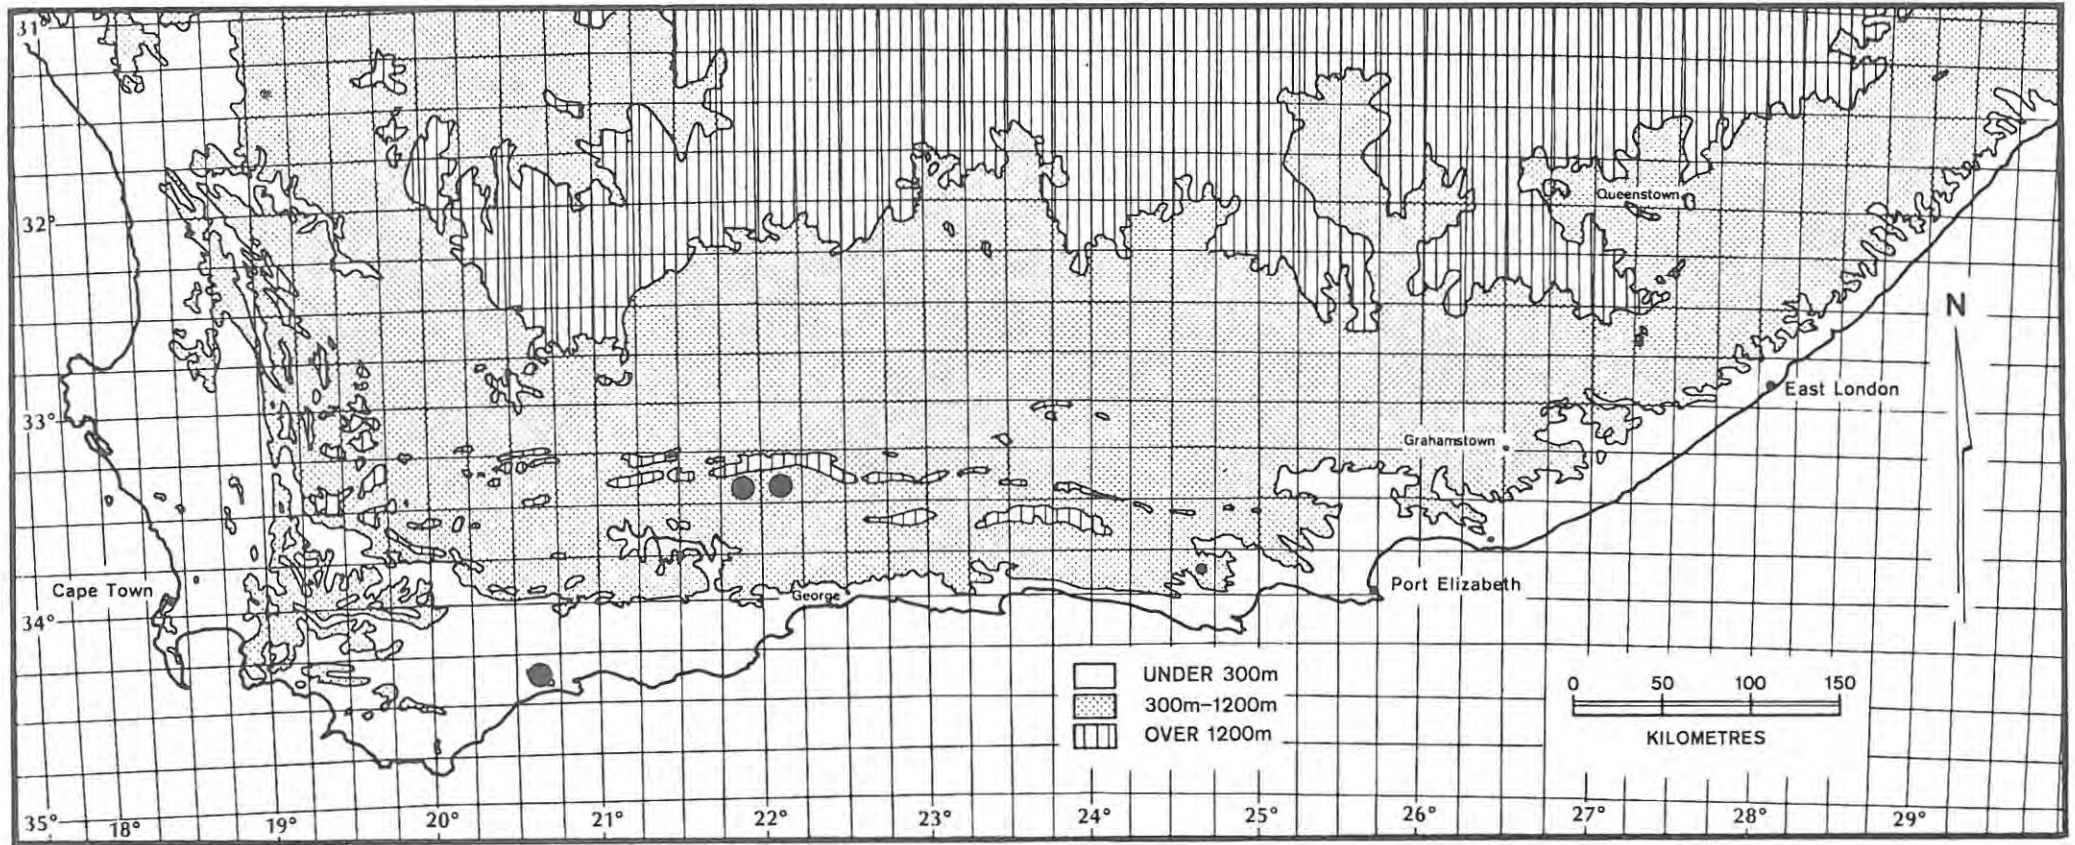 31°
32°
Queenstown
N
33°
East London
Grahamstown
Cape Town
George
Port Elizabeth
34°
UNDER 300m
300m-1200m
OVER 1200m
0 50 100 150
KILOMETRES
35° 18° 19° 20° 21° 22° 23° 24° 25° 26° 27° 28° 29°